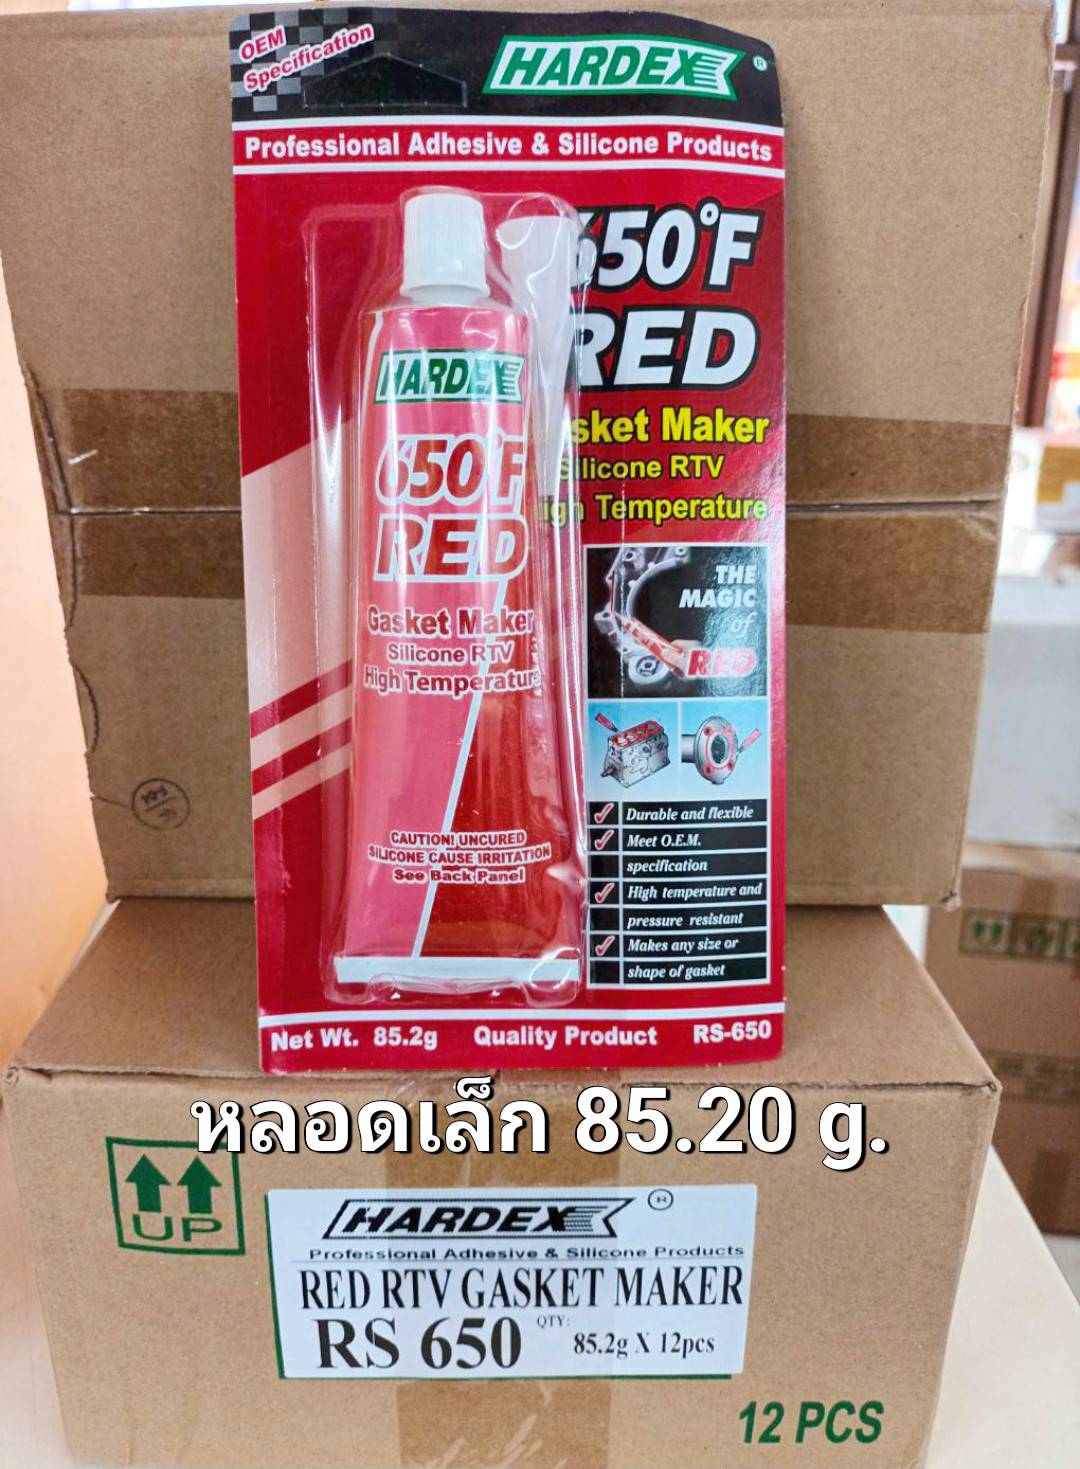 OEM
Specification
HARDEX ®
Professional Adhesive & Silicone Products
650°F
RED
Gasket Maker
Silicone RTV
High Temperature
HARDEX
650°F
RED
Gasket Maker
Silicone RTV
High Temperature
THE
MAGIC
of
RED
CAUTION! UNCURED
SILICONE CAUSE IRRITATION
See Back Panel
Durable and flexible
Meet O.E.M.
specification
High temperature and
pressure resistant
Makes any size or
shape of gasket
Net Wt. 85.2g Quality Product RS-650
หลอดเล็ก 85.20 g.
UP
HARDEX ®
Professional Adhesive & Silicone Products
RED RTV GASKET MAKER
RS 650 QTY: 85.2g X 12pcs
12 PCS